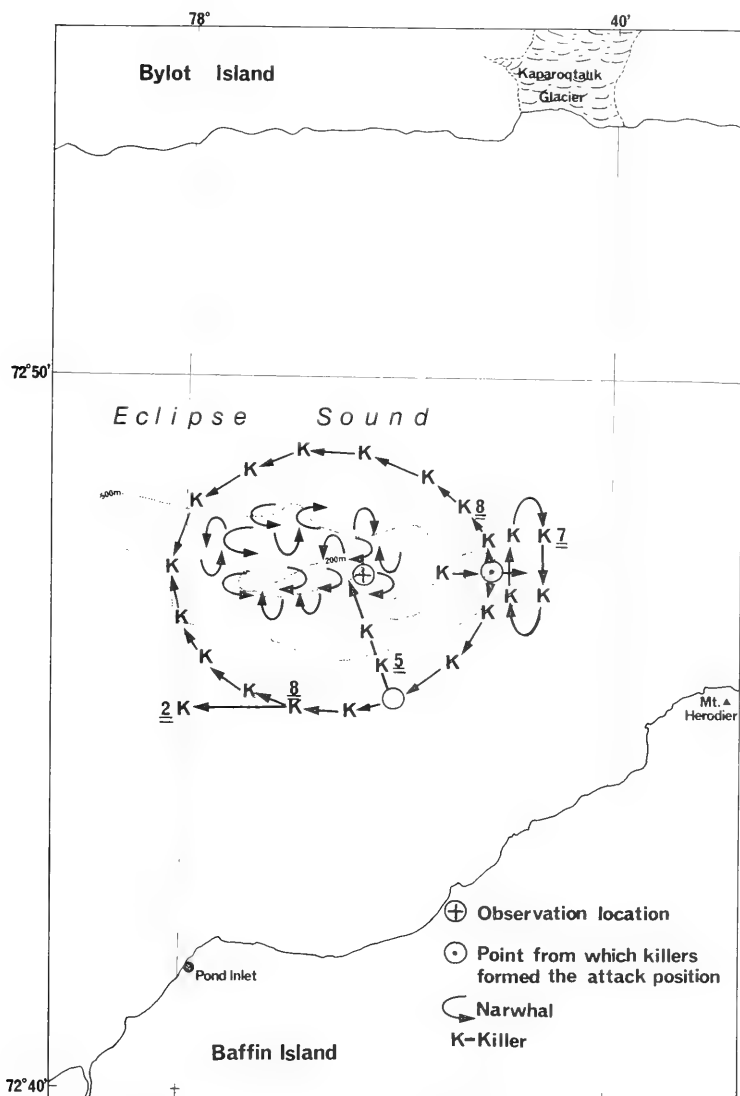 78°
40'
Bylot Island
Kaparoqtalik
Glacier
72°50'
Eclipse Sound
K
K
K
K
500m.
K
K
8
7
K
K
K
200m
K
K
K
K
K
K
K
K
5
K
K
K
8
2
K
K
K
Mt.
Herodier
Observation location
Point from which killers
formed the attack position
Narwhal
K-Killer
Pond Inlet
Baffin Island
72°40'